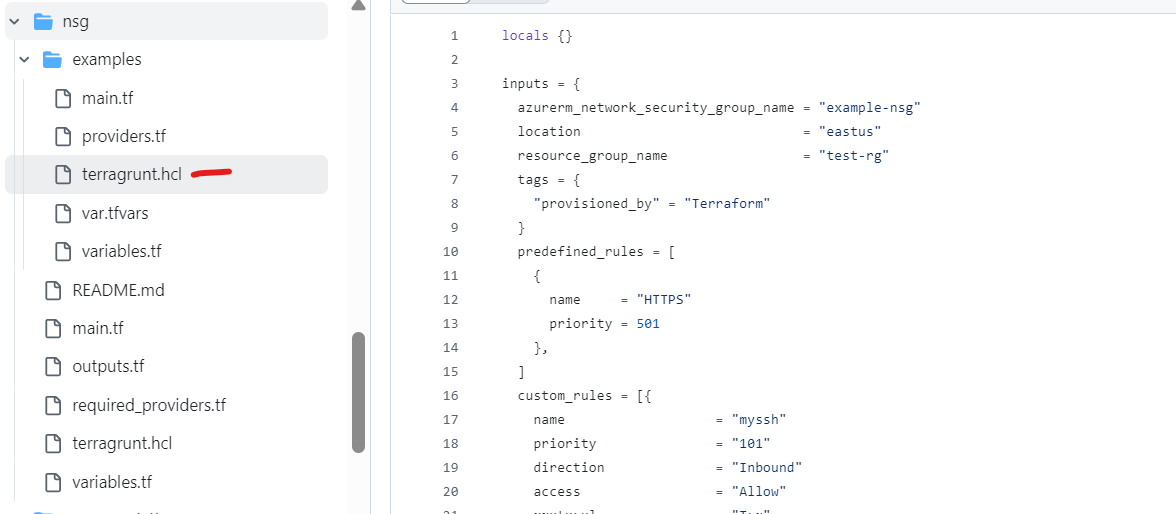 nsg
examples
main.tf
providers.tf
terragrunt.hcl
var.tfvars
variables.tf
README.md
main.tf
outputs.tf
required_providers.tf
terragrunt.hcl
variables.tf
1 locals {}
2
3 inputs = {
4 azurerm_network_security_group_name = "example-nsg"
5 location = "eastus"
6 resource_group_name = "test-rg"
7 tags = {
8 "provisioned_by" = "Terraform"
9 }
10 predefined_rules = [
11 {
12 name = "HTTPS"
13 priority = 501
14 },
15 ]
16 custom_rules = [{
17 name = "myssh"
18 priority = "101"
19 direction = "Inbound"
20 access = "Allow"